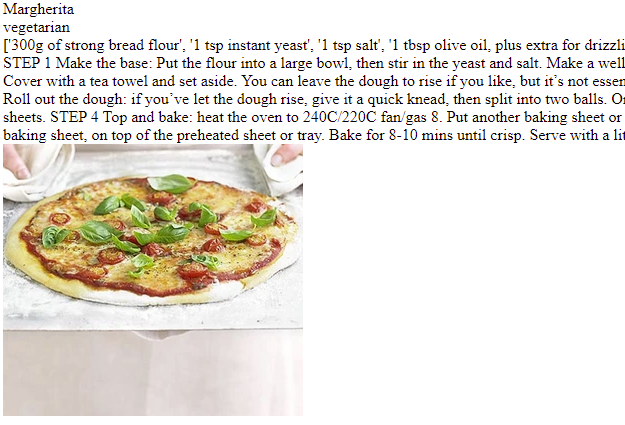 Margherita
vegetarian
['300g of strong bread flour', '1 tsp instant yeast', '1 tsp salt', '1 tbsp olive oil, plus extra for drizzli
STEP 1 Make the base: Put the flour into a large bowl, then stir in the yeast and salt. Make a well
Cover with a tea towel and set aside. You can leave the dough to rise if you like, but it’s not essen
Roll out the dough: if you’ve let the dough rise, give it a quick knead, then split into two balls. On
sheets. STEP 4 Top and bake: heat the oven to 240C/220C fan/gas 8. Put another baking sheet or
baking sheet, on top of the preheated sheet or tray. Bake for 8-10 mins until crisp. Serve with a lit